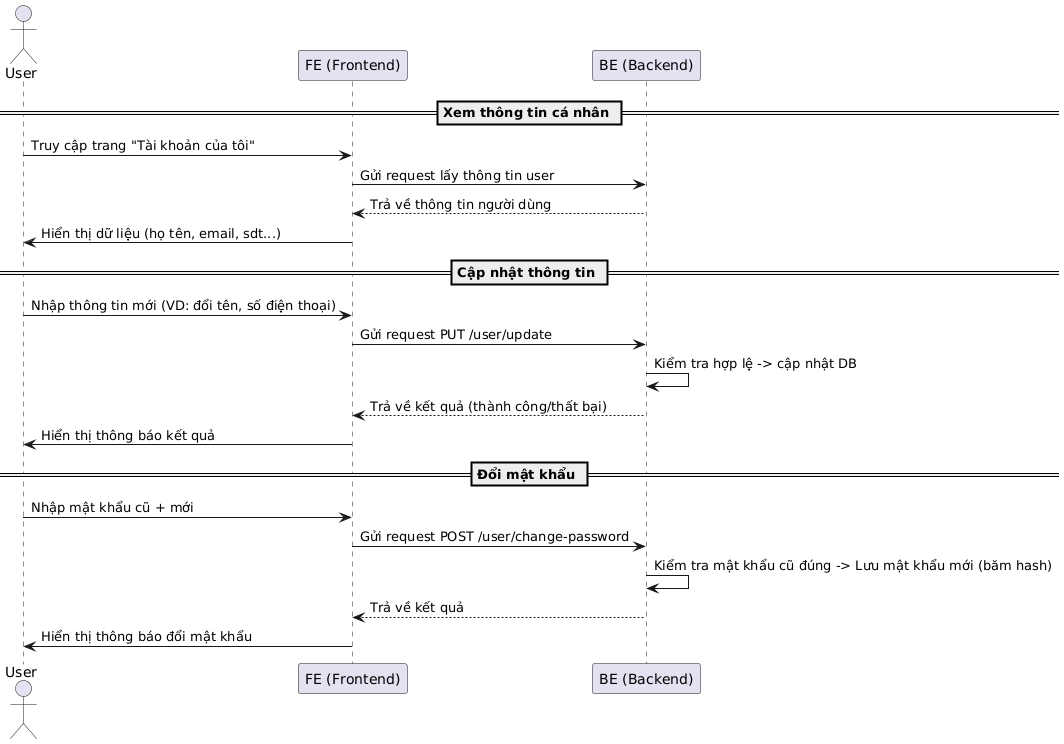 User
FE (Frontend)
BE (Backend)
Xem thông tin cá nhân
Truy cập trang "Tài khoản của tôi"
Gửi request lấy thông tin user
Trả về thông tin người dùng
Hiển thị dữ liệu (họ tên, email, sdt...)
Cập nhật thông tin
Nhập thông tin mới (VD: đổi tên, số điện thoại)
Gửi request PUT /user/update
Kiểm tra hợp lệ -> cập nhật DB
Trả về kết quả (thành công/thất bại)
Hiển thị thông báo kết quả
Đổi mật khẩu
Nhập mật khẩu cũ + mới
Gửi request POST /user/change-password
Kiểm tra mật khẩu cũ đúng -> Lưu mật khẩu mới (băm hash)
Trả về kết quả
Hiển thị thông báo đổi mật khẩu
User
FE (Frontend)
BE (Backend)